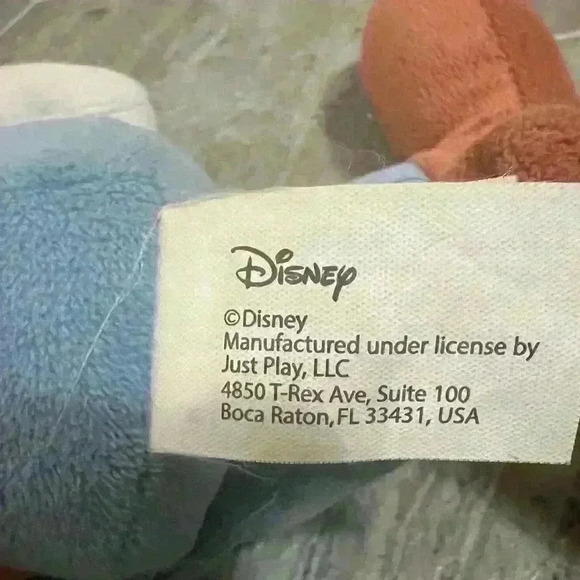 Disney
©Disney
Manufactured under license by
Just Play, LLC
4850 T-Rex Ave, Suite 100
Boca Raton,FL 33431, USA